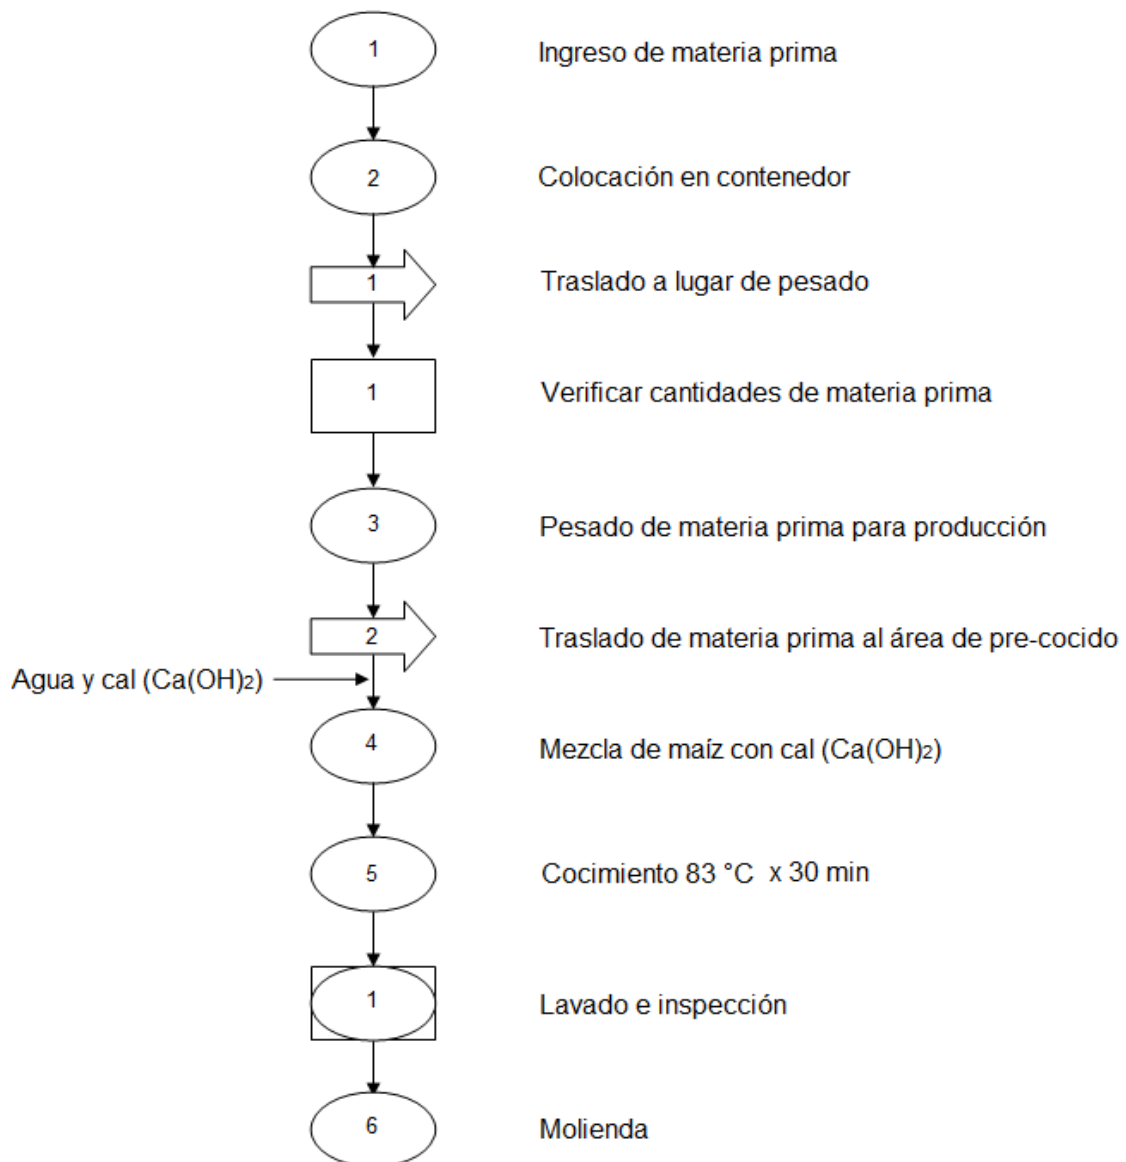 1 Ingreso de materia prima
2 Colocación en contenedor
1 Traslado a lugar de pesado
1 Verificar cantidades de materia prima
3 Pesado de materia prima para producción
2 Traslado de materia prima al área de pre-cocido
Agua y cal (Ca(OH)2)
4 Mezcla de maíz con cal (Ca(OH)2)
5 Cocimiento 83 °C x 30 min
1 Lavado e inspección
6 Molienda